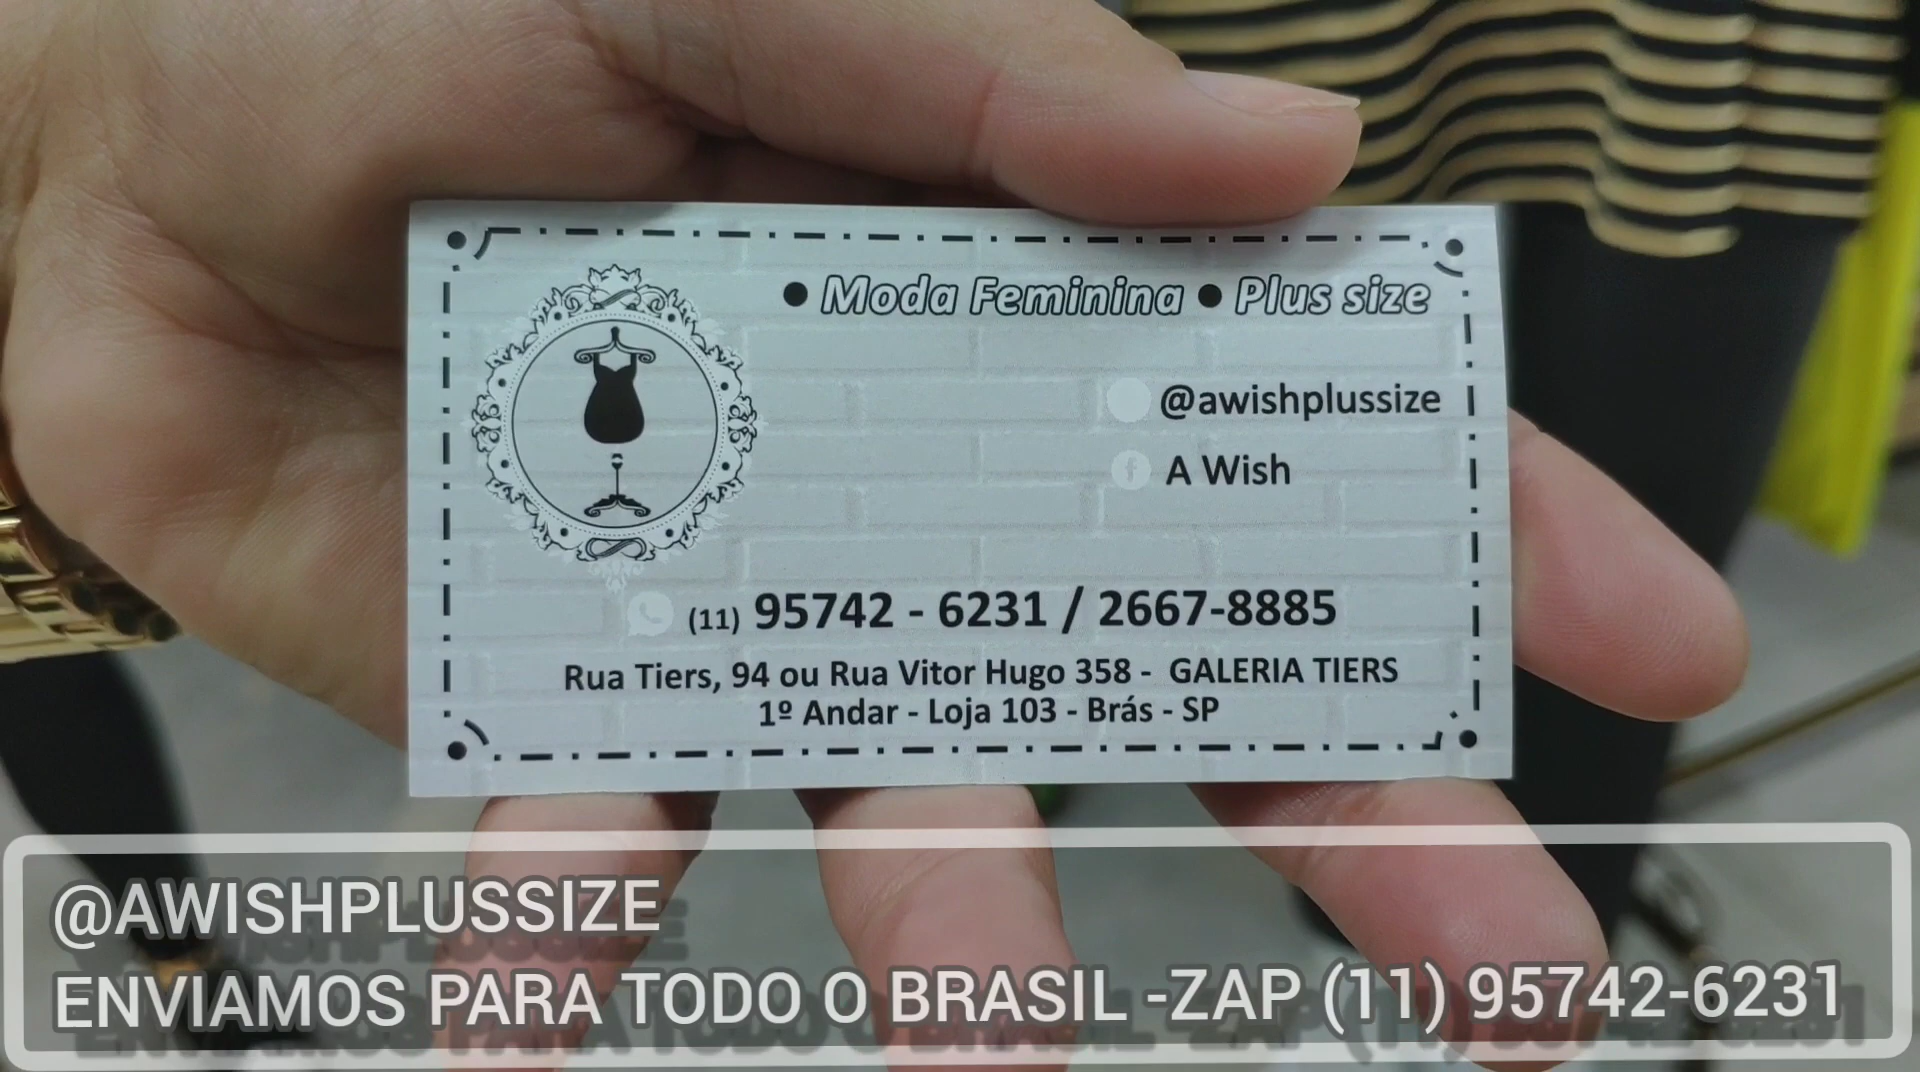 • Moda Feminina • Plus size
@awishplussize
A Wish
(11) 95742 - 6231 / 2667-8885
Rua Tiers, 94 ou Rua Vitor Hugo 358 - GALERIA TIERS
1º Andar - Loja 103 - Brás - SP
@AWISHPLUSSIZE
ENVIAMOS PARA TODO O BRASIL -ZAP (11) 95742-6231